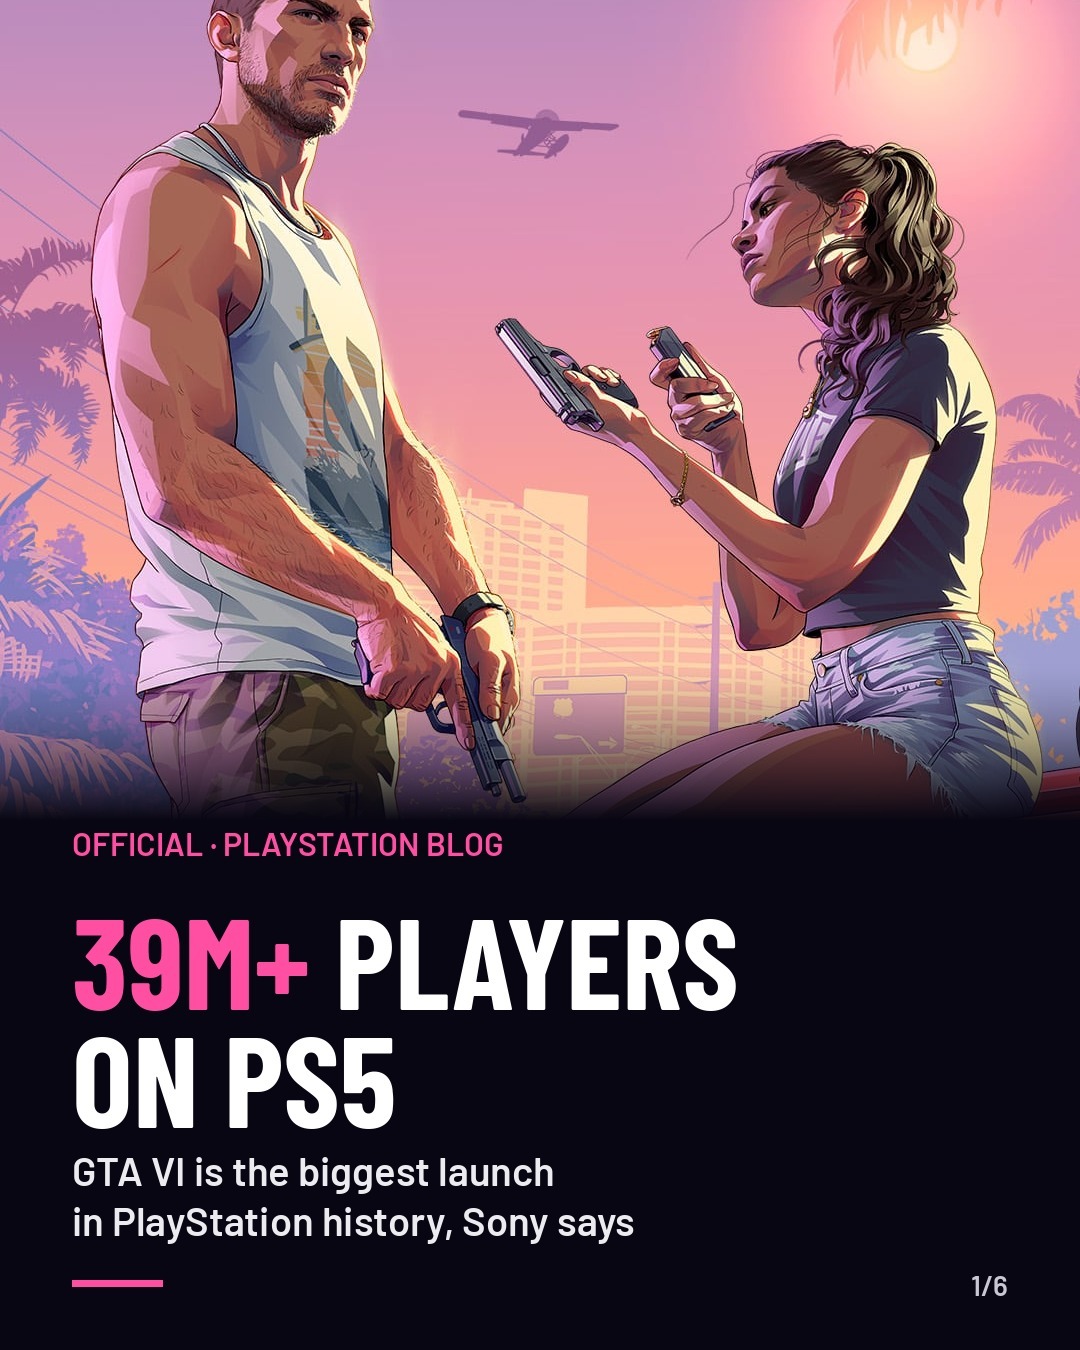 OFFICIAL · PLAYSTATION BLOG
39M+ PLAYERS
ON PS5
GTA VI is the biggest launch
in PlayStation history, Sony says
1/6